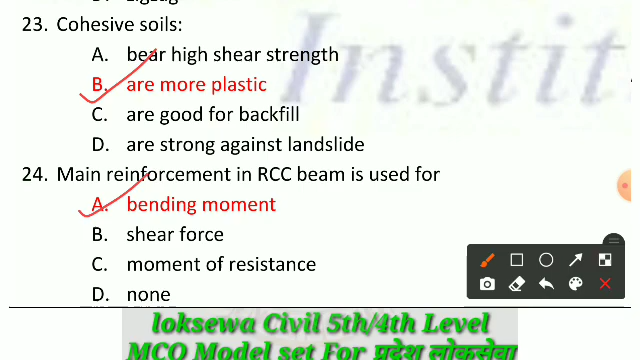 23. Cohesive soils:
A. bear high shear strength
B. are more plastic
C. are good for backfill
D. are strong against landslide
24. Main reinforcement in RCC beam is used for
A. bending moment
B. shear force
C. moment of resistance
D. none
loksewa Civil 5th/4th Level
MCQ Model set For प्रदेश लोकसेवा
Instit